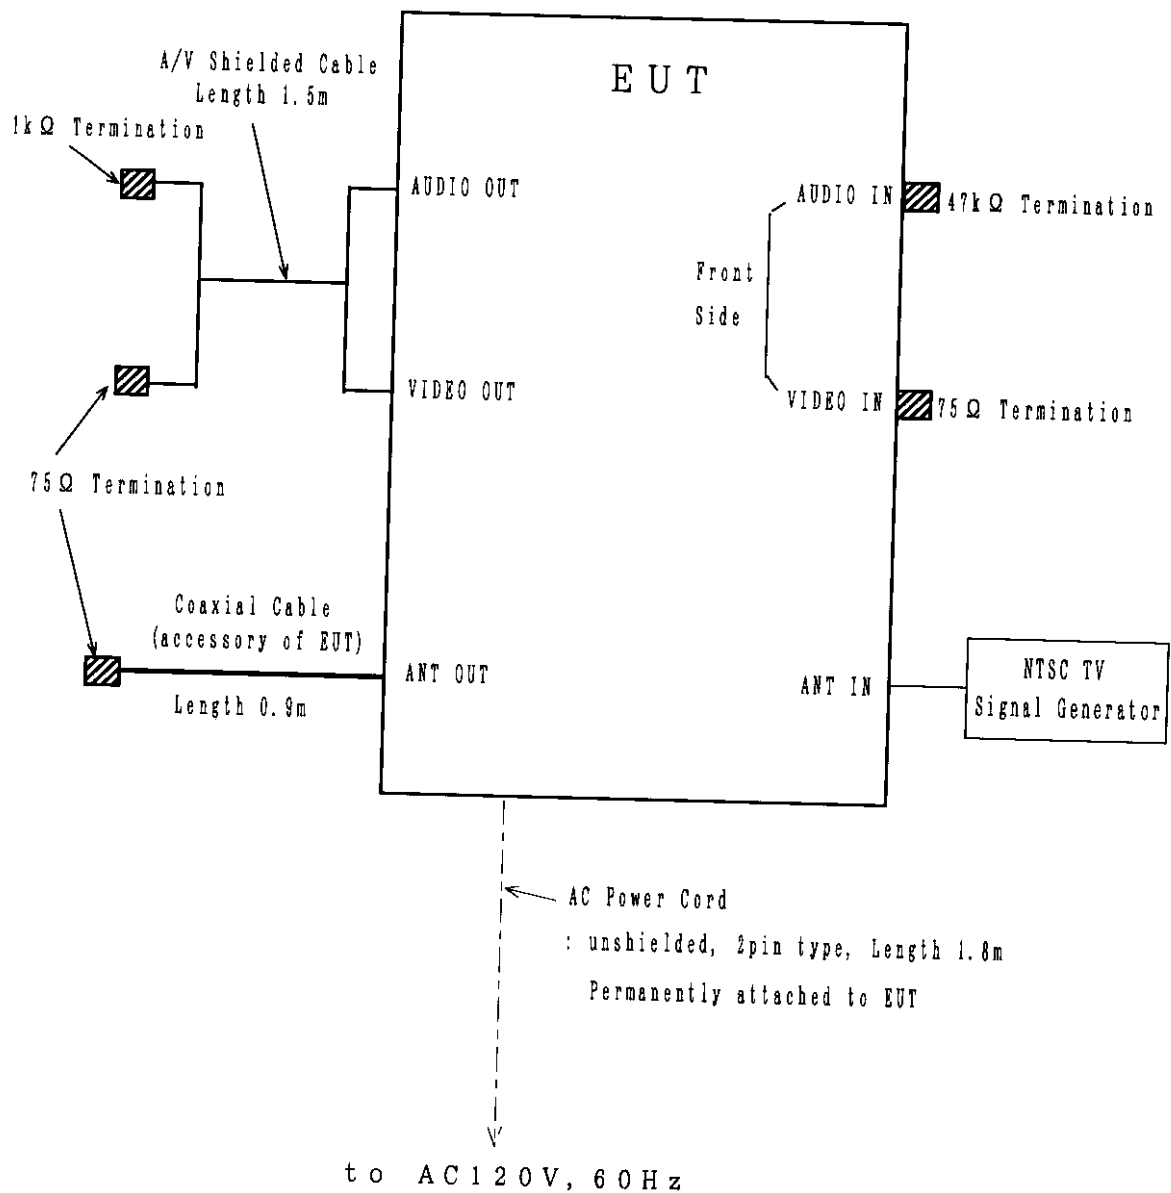 EUT
A/V Shielded Cable
Length 1.5m
1kΩ Termination
AUDIO OUT
AUDIO IN
47kΩ Termination
Front
Side
VIDEO OUT
VIDEO IN
75Ω Termination
75Ω Termination
Coaxial Cable
(accessory of EUT)
ANT OUT
Length 0.9m
ANT IN
NTSC TV
Signal Generator
AC Power Cord
: unshielded, 2pin type, Length 1.8m
Permanently attached to EUT
to AC120V, 60Hz